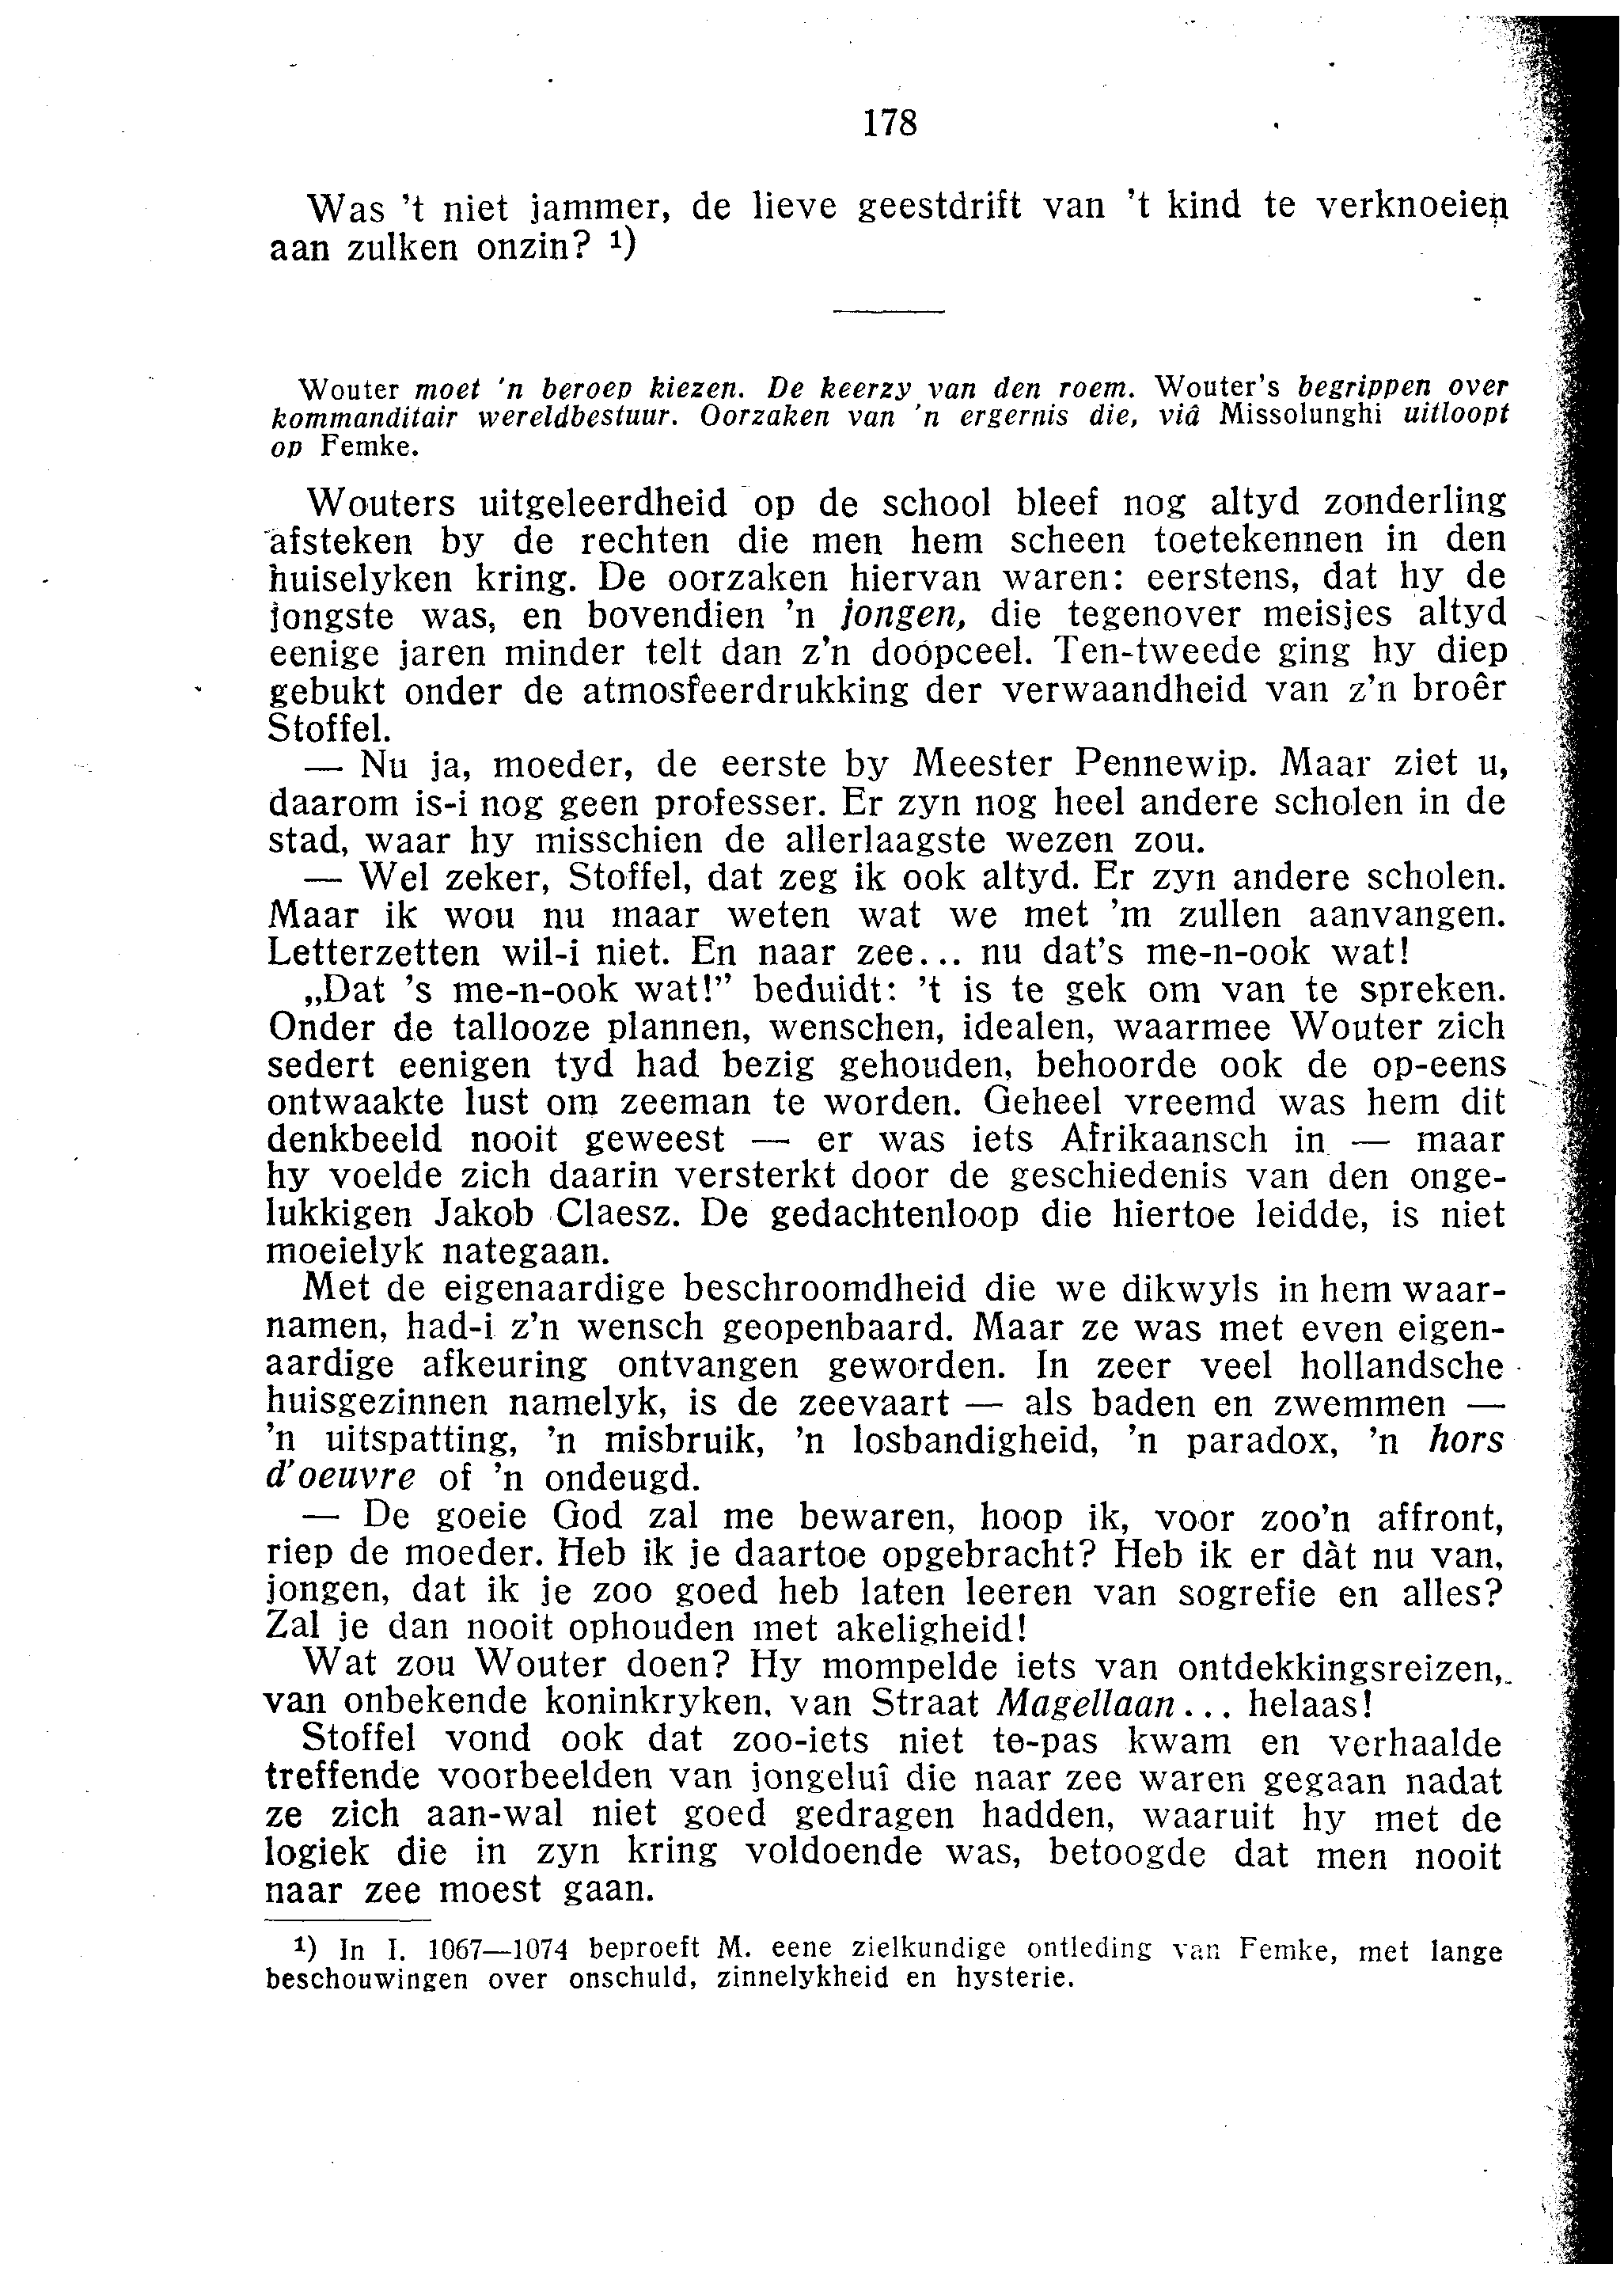 178
Was 't niet jammer, de lieve geestdrift van 't kind te verknoeien
aan zulken onzin? ¹)
Wouter moet 'n beroep kiezen. De keerzy van den roem. Wouter's begrippen over
kommanditair wereldbestuur. Oorzaken van 'n ergernis die, viâ Missolunghi uitloopt
op Femke.
Wouters uitgeleerdheid op de school bleef nog altyd zonderling
afsteken by de rechten die men hem scheen toetekennen in den
huiselyken kring. De oorzaken hiervan waren: eerstens, dat hy de
jongste was, en bovendien 'n jongen, die tegenover meisjes altyd
eenige jaren minder telt dan z'n doopceel. Ten-tweede ging hy diep
gebukt onder de atmosfeerdrukking der verwaandheid van z'n broêr
Stoffel.
— Nu ja, moeder, de eerste by Meester Pennewip. Maar ziet u,
daarom is-i nog geen professer. Er zyn nog heel andere scholen in de
stad, waar hy misschien de allerlaagste wezen zou.
— Wel zeker, Stoffel, dat zeg ik ook altyd. Er zyn andere scholen.
Maar ik wou nu maar weten wat we met 'm zullen aanvangen.
Letterzetten wil-i niet. En naar zee... nu dat's me-n-ook wat!
„Dat 's me-n-ook wat!” beduidt: 't is te gek om van te spreken.
Onder de tallooze plannen, wenschen, idealen, waarmee Wouter zich
sedert eenigen tyd had bezig gehouden, behoorde ook de op-eens
ontwaakte lust om zeeman te worden. Geheel vreemd was hem dit
denkbeeld nooit geweest — er was iets Afrikaansch in — maar
hy voelde zich daarin versterkt door de geschiedenis van den onge-
lukkigen Jakob Claesz. De gedachtenloop die hiertoe leidde, is niet
moeielyk nategaan.
Met de eigenaardige beschroomdheid die we dikwyls in hem waar-
namen, had-i z'n wensch geopenbaard. Maar ze was met even eigen-
aardige afkeuring ontvangen geworden. In zeer veel hollandsche
huisgezinnen namelyk, is de zeevaart — als baden en zwemmen —
'n uitspatting, 'n misbruik, 'n losbandigheid, 'n paradox, 'n hors
d'oeuvre of 'n ondeugd.
— De goeie God zal me bewaren, hoop ik, voor zoo'n affront,
riep de moeder. Heb ik je daartoe opgebracht? Heb ik er dàt nu van,
jongen, dat ik je zoo goed heb laten leeren van sogrefie en alles?
Zal je dan nooit ophouden met akeligheid!
Wat zou Wouter doen? Hy mompelde iets van ontdekkingsreizen,
van onbekende koninkryken, van Straat Magellaan... helaas!
Stoffel vond ook dat zoo-iets niet te-pas kwam en verhaalde
treffende voorbeelden van jongeluî die naar zee waren gegaan nadat
ze zich aan-wal niet goed gedragen hadden, waaruit hy met de
logiek die in zyn kring voldoende was, betoogde dat men nooit
naar zee moest gaan.
¹) In I. 1067—1074 beproeft M. eene zielkundige ontleding van Femke, met lange
beschouwingen over onschuld, zinnelykheid en hysterie.